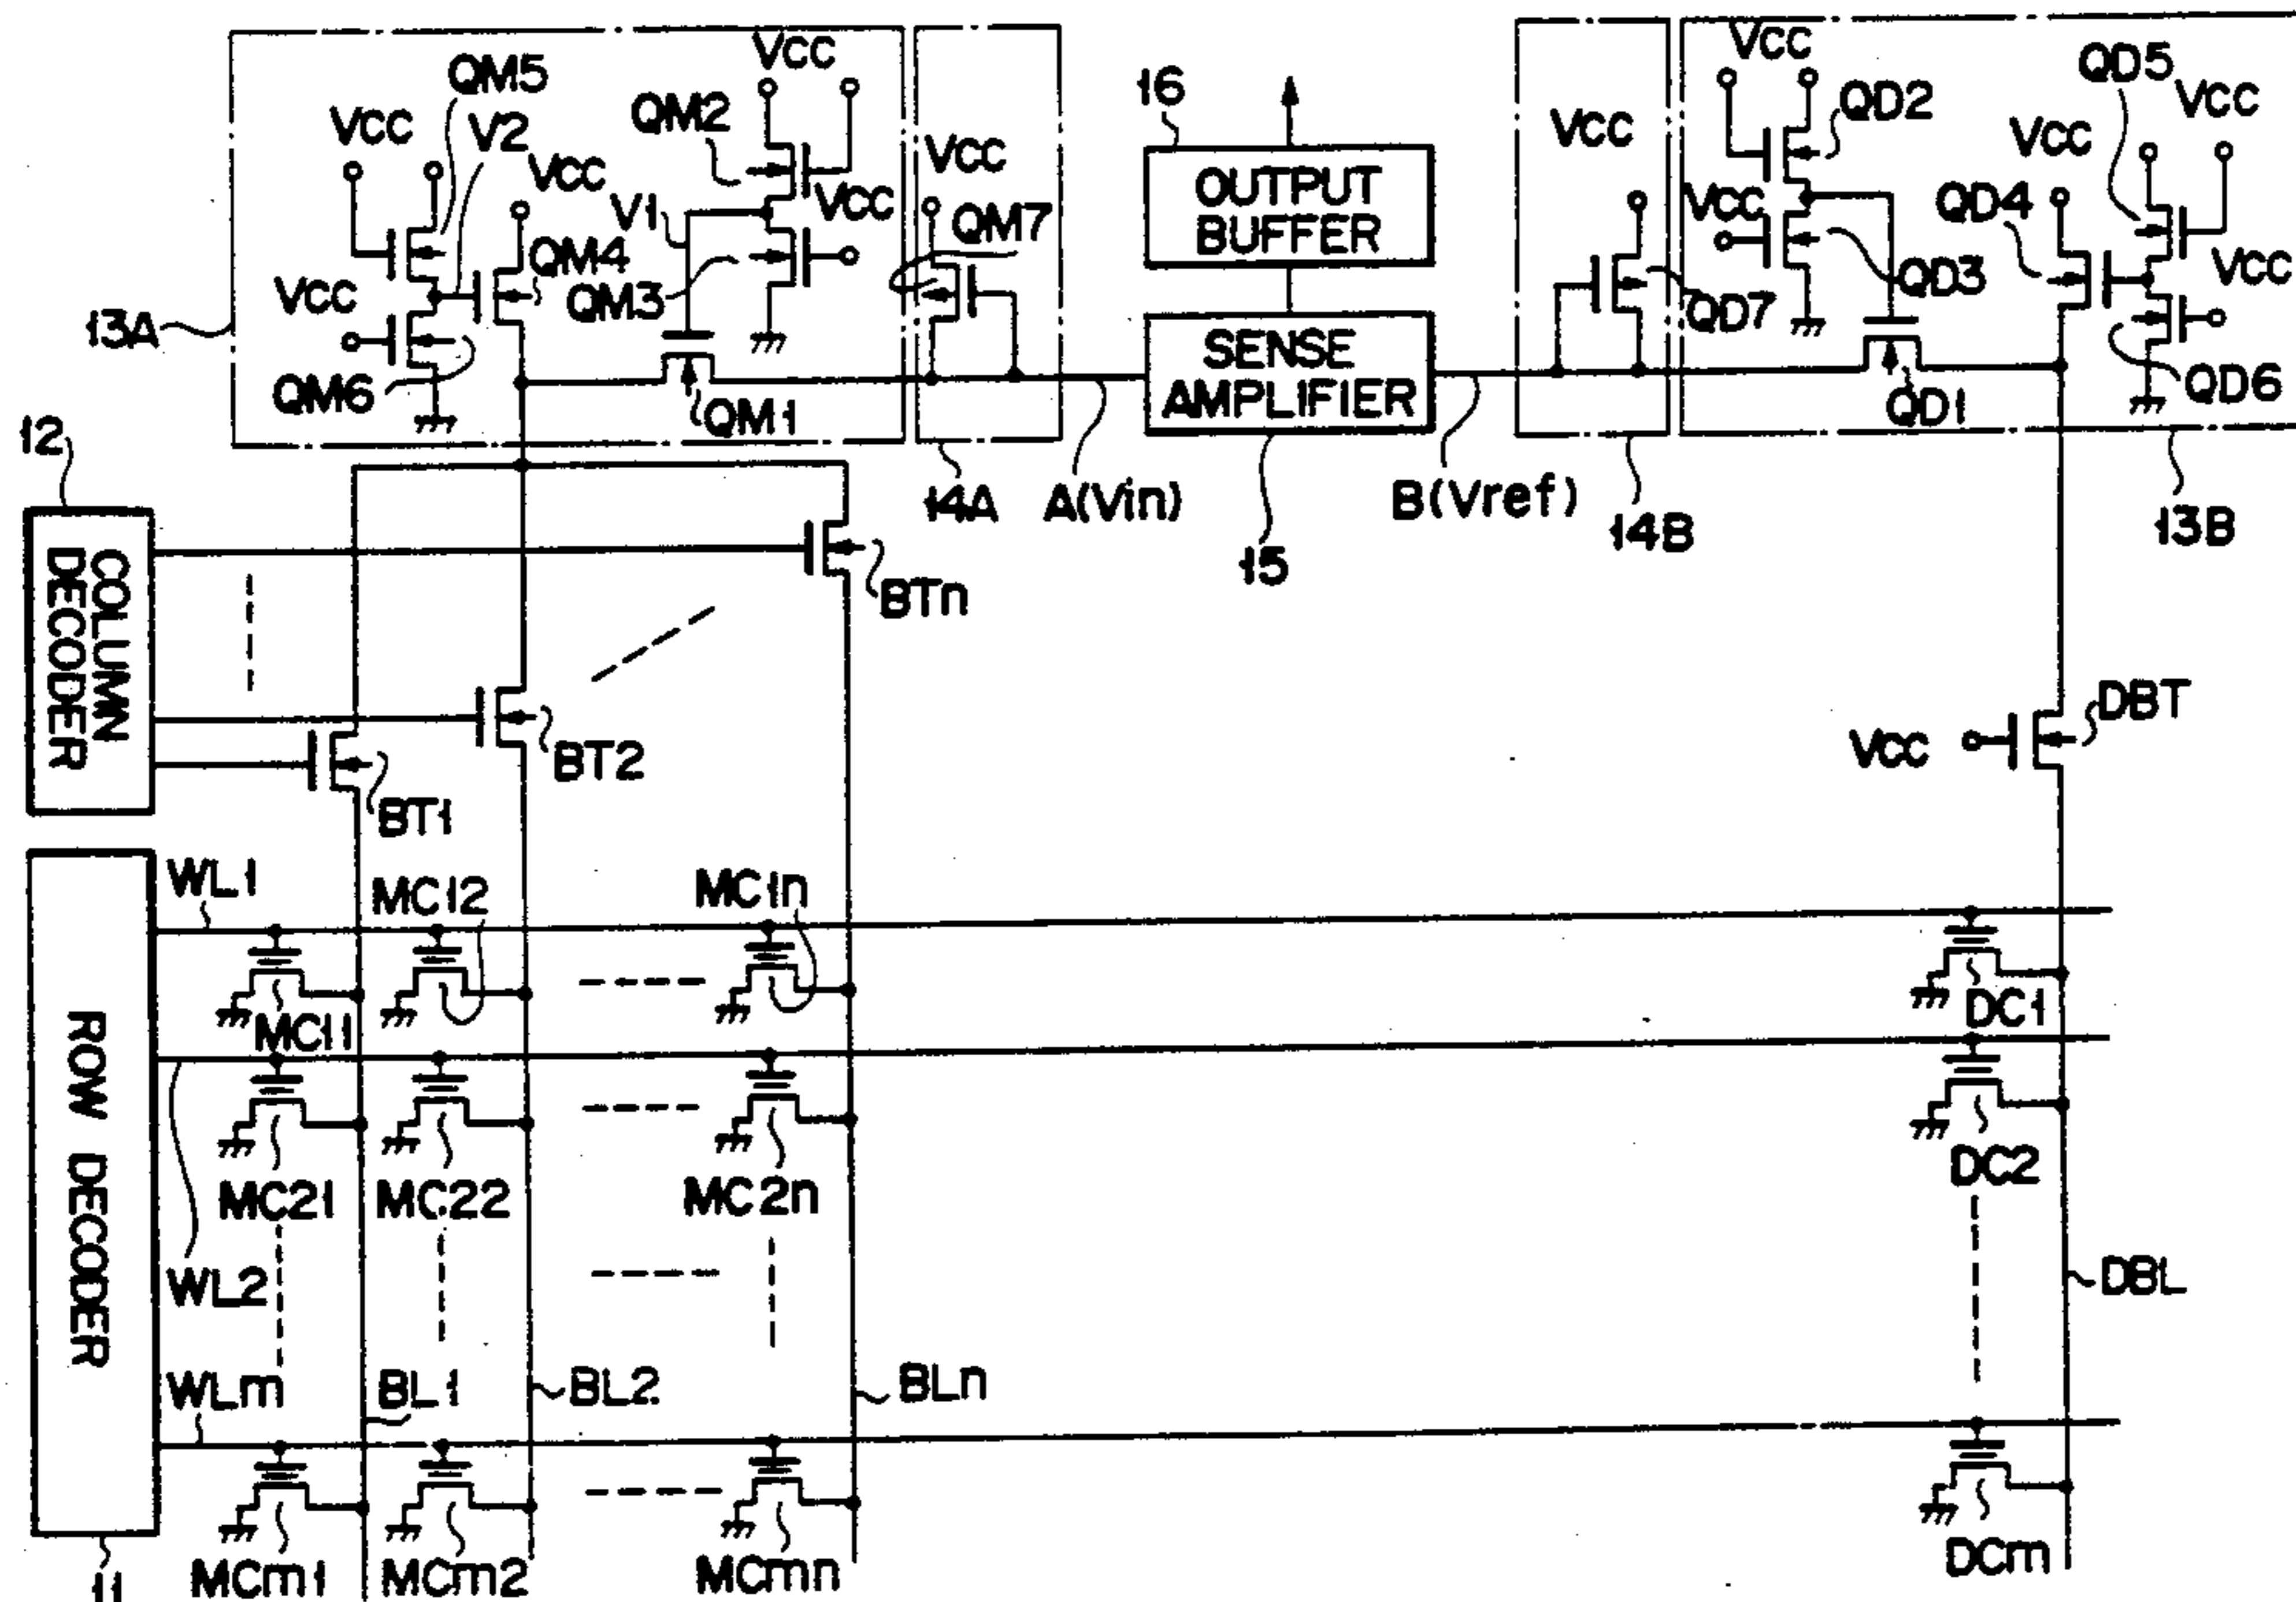 VCC
VCC
QM5
QM2
16
VCC
QD2
QD5
VCC
VCC
V2
VCC
V1
VCC
VCC
QM7
OUTPUT
BUFFER
VCC
QD4
VCC
VCC
QM4
QM3
QD3
VCC
13A
QD7
QM6
QM1
SENSE
AMPLIFIER
QD1
QD6
12
14A
A(Vin)
15
B(Vref)
14B
13B
COLUMN
DECODER
BTn
BT2
BT1
VCC
DBT
WL1
MC12
MC1n
MC11
DC1
ROW DECODER
MC21
MC22
MC2n
DC2
WL2
DBL
WLm
BL1
BL2
BLn
MCm1
MCm2
MCmn
DCm
11